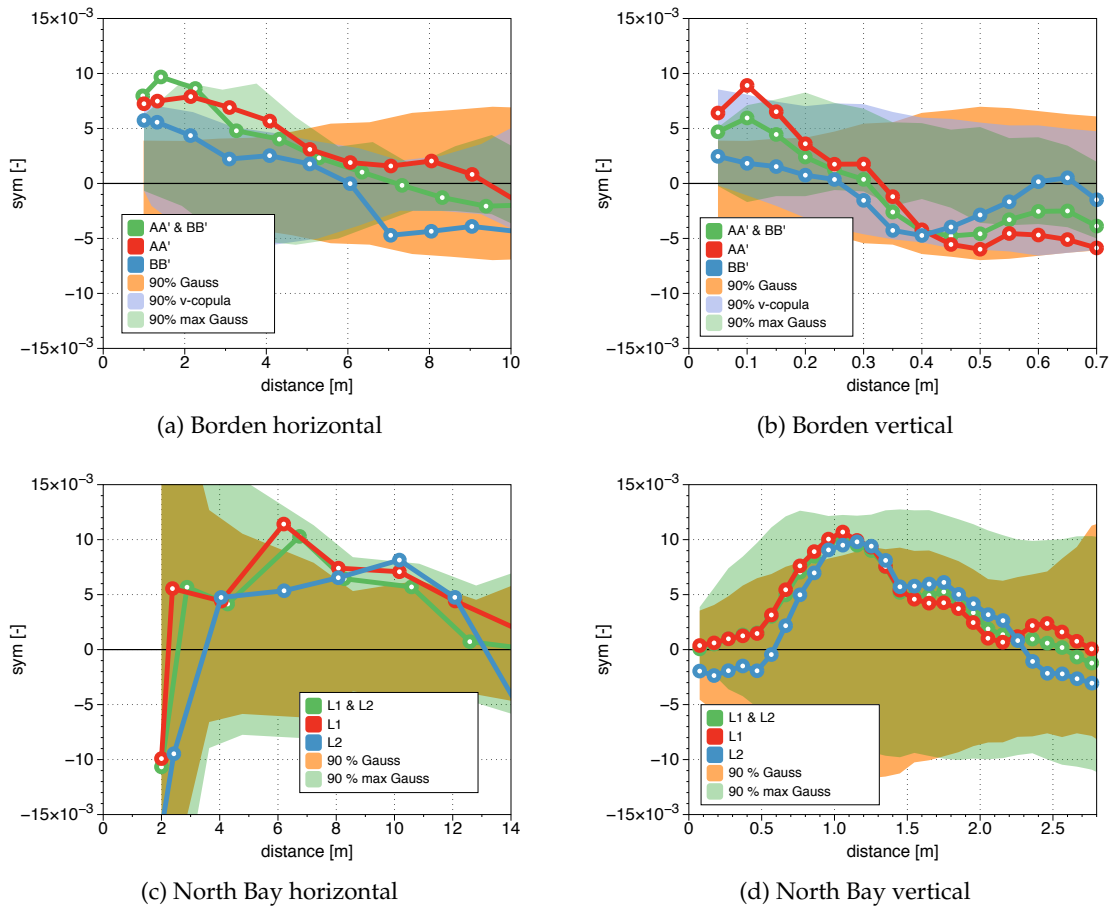 15×10⁻³
10
5
0
−5
−10
−15×10⁻³
sym [-]
AA' & BB'
AA'
BB'
90% Gauss
90% v-copula
90% max Gauss
0 2 4 6 8 10
distance [m]
(a) Borden horizontal
15×10⁻³
10
5
0
−5
−10
−15×10⁻³
sym [-]
AA' & BB'
AA'
BB'
90% Gauss
90% v-copula
90% max Gauss
0 0.1 0.2 0.3 0.4 0.5 0.6 0.7
distance [m]
(b) Borden vertical
15×10⁻³
10
5
0
−5
−10
−15×10⁻³
sym [-]
L1 & L2
L1
L2
90 % Gauss
90 % max Gauss
0 2 4 6 8 10 12 14
distance [m]
(c) North Bay horizontal
15×10⁻³
10
5
0
−5
−10
−15×10⁻³
sym [-]
L1 & L2
L1
L2
90 % Gauss
90 % max Gauss
0 0.5 1.0 1.5 2.0 2.5
distance [m]
(d) North Bay vertical